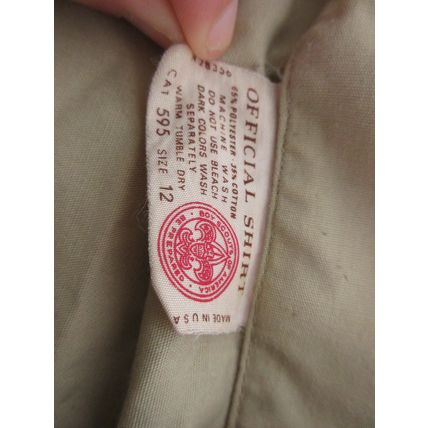 OFFICIAL SHIRT
65% POLYESTER 35% COTTON
MACHINE WASH
DO NOT USE BLEACH
DARK COLORS WASH
SEPARATELY
WARM TUMBLE DRY
CAT 595 SIZE 12
BOY SCOUTS OF AMERICA
BE PREPARED
MADE IN U S A